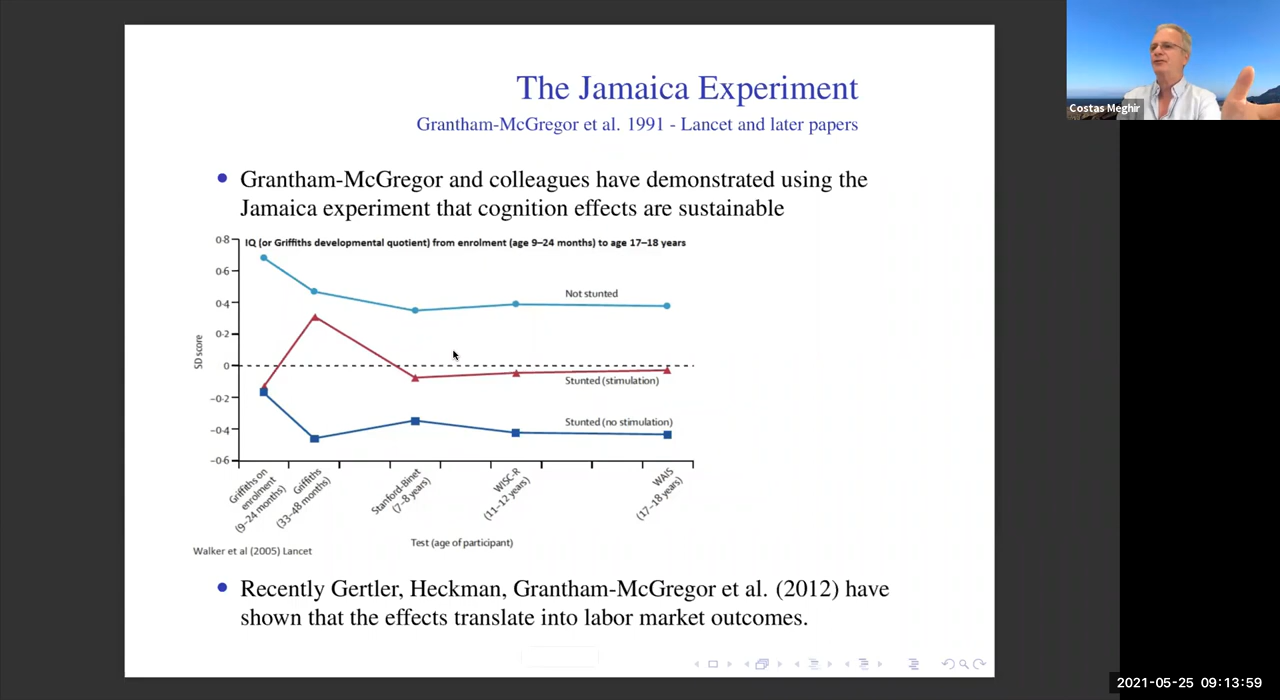 The Jamaica Experiment
Grantham-McGregor et al. 1991 - Lancet and later papers
Costas Meghir
Grantham-McGregor and colleagues have demonstrated using the
Jamaica experiment that cognition effects are sustainable
IQ (or Griffiths developmental quotient) from enrolment (age 9–24 months) to age 17–18 years
0·8
0·6
0·4
0·2
0
−0·2
−0·4
−0·6
SD score
Not stunted
Stunted (stimulation)
Stunted (no stimulation)
Griffiths on
enrolment
(9–24 months)
Griffiths
(33–48 months)
Stanford-Binet
(7–8 years)
WISC-R
(11–12 years)
WAIS
(17–18 years)
Test (age of participant)
Walker et al (2005) Lancet
Recently Gertler, Heckman, Grantham-McGregor et al. (2012) have
shown that the effects translate into labor market outcomes.
2021-05-25 09:13:59